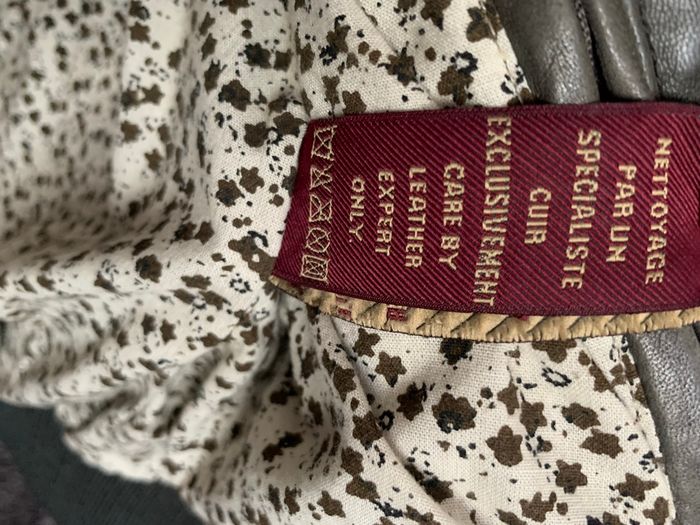 NETTOYAGE
PAR UN
SPECIALISTE
CUIR
EXCLUSIVEMENT
CARE BY
LEATHER
EXPERT
ONLY.